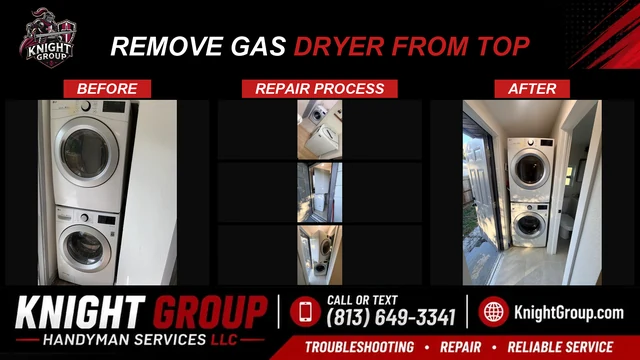 KNIGHT
GROUP
REMOVE GAS DRYER FROM TOP
BEFORE
REPAIR PROCESS
AFTER
KNIGHT GROUP
HANDYMAN SERVICES LLC
CALL OR TEXT
(813) 649-3341
KnightGroup.com
TROUBLESHOOTING • REPAIR • RELIABLE SERVICE